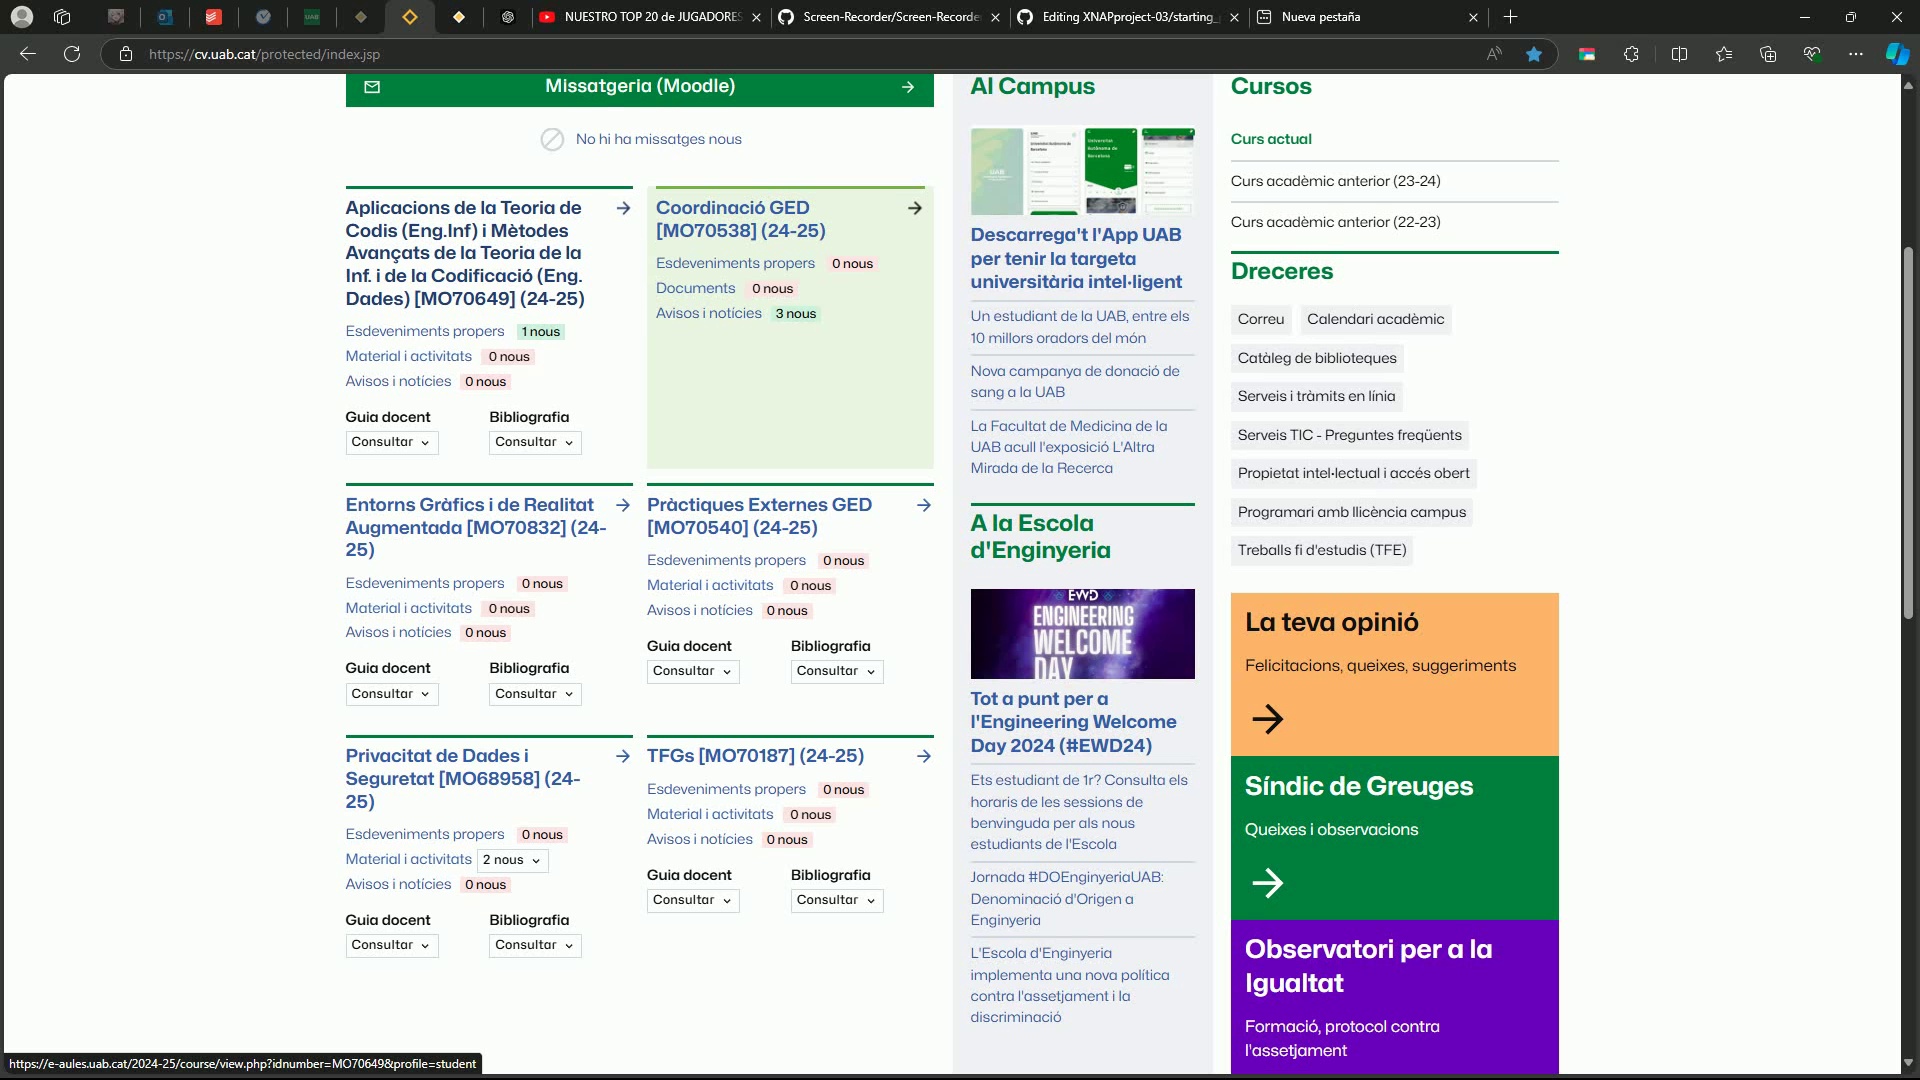 NUESTRO TOP 20 de JUGADORES
Screen-Recorder/Screen-Recorde
Editing XNAPproject-03/starting_
Nueva pestaña
https://cv.uab.cat/protected/index.jsp
Missatgeria (Moodle)
No hi ha missatges nous
Aplicacions de la Teoria de
Codis (Eng.Inf) i Mètodes
Avançats de la Teoria de la
Inf. i de la Codificació (Eng.
Dades) [MO70649] (24-25)
Esdeveniments propers 1 nous
Material i activitats 0 nous
Avisos i notícies 0 nous
Guia docent Bibliografia
Consultar Consultar
Coordinació GED
[MO70538] (24-25)
Esdeveniments propers 0 nous
Documents 0 nous
Avisos i notícies 3 nous
Entorns Gràfics i de Realitat
Augmentada [MO70832] (24-
25)
Esdeveniments propers 0 nous
Material i activitats 0 nous
Avisos i notícies 0 nous
Guia docent Bibliografia
Consultar Consultar
Pràctiques Externes GED
[MO70540] (24-25)
Esdeveniments propers 0 nous
Material i activitats 0 nous
Avisos i notícies 0 nous
Guia docent Bibliografia
Consultar Consultar
Privacitat de Dades i
Seguretat [MO68958] (24-
25)
Esdeveniments propers 0 nous
Material i activitats 2 nous
Avisos i notícies 0 nous
Guia docent Bibliografia
Consultar Consultar
TFGs [MO70187] (24-25)
Esdeveniments propers 0 nous
Material i activitats 0 nous
Avisos i notícies 0 nous
Guia docent Bibliografia
Consultar Consultar
Al Campus
Descarrega't l'App UAB
per tenir la targeta
universitària intel·ligent
Un estudiant de la UAB, entre els
10 millors oradors del món
Nova campanya de donació de
sang a la UAB
La Facultat de Medicina de la
UAB acull l'exposició L'Altra
Mirada de la Recerca
A la Escola
d'Enginyeria
EWD
ENGINEERING
WELCOME
DAY
Tot a punt per a
l'Engineering Welcome
Day 2024 (#EWD24)
Ets estudiant de 1r? Consulta els
horaris de les sessions de
benvinguda per als nous
estudiants de l'Escola
Jornada #DOEnginyeriaUAB:
Denominació d'Origen a
Enginyeria
L'Escola d'Enginyeria
implementa una nova política
contra l'assetjament i la
discriminació
Cursos
Curs actual
Curs acadèmic anterior (23-24)
Curs acadèmic anterior (22-23)
Dreceres
Correu Calendari acadèmic
Catàleg de biblioteques
Serveis i tràmits en línia
Serveis TIC - Preguntes freqüents
Propietat intel·lectual i accés obert
Programari amb llicència campus
Treballs fi d'estudis (TFE)
La teva opinió
Felicitacions, queixes, suggeriments
Síndic de Greuges
Queixes i observacions
Observatori per a la
Igualtat
Formació, protocol contra
l'assetjament
https://e-aules.uab.cat/2024-25/course/view.php?idnumber=MO70649&profile=student